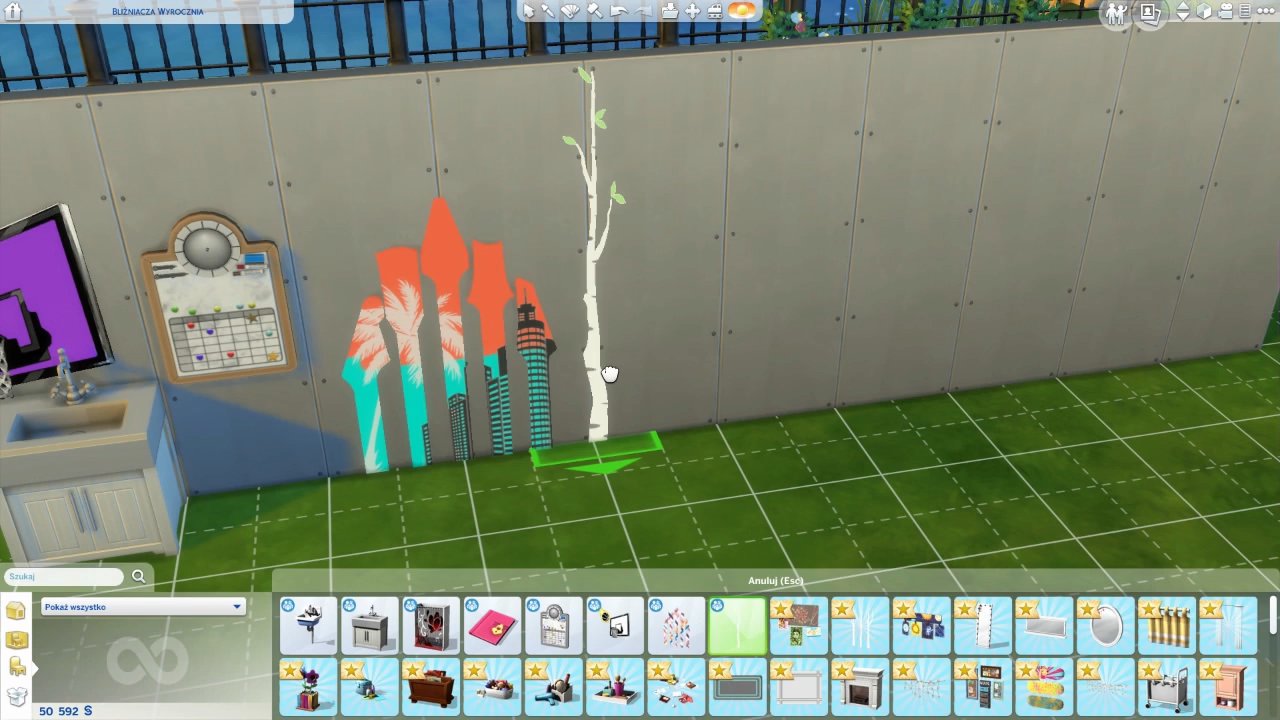 Bliźniacza Wyrocznia
Anuluj (Esc)
Szukaj
Pokaż wszystko
50 592 §